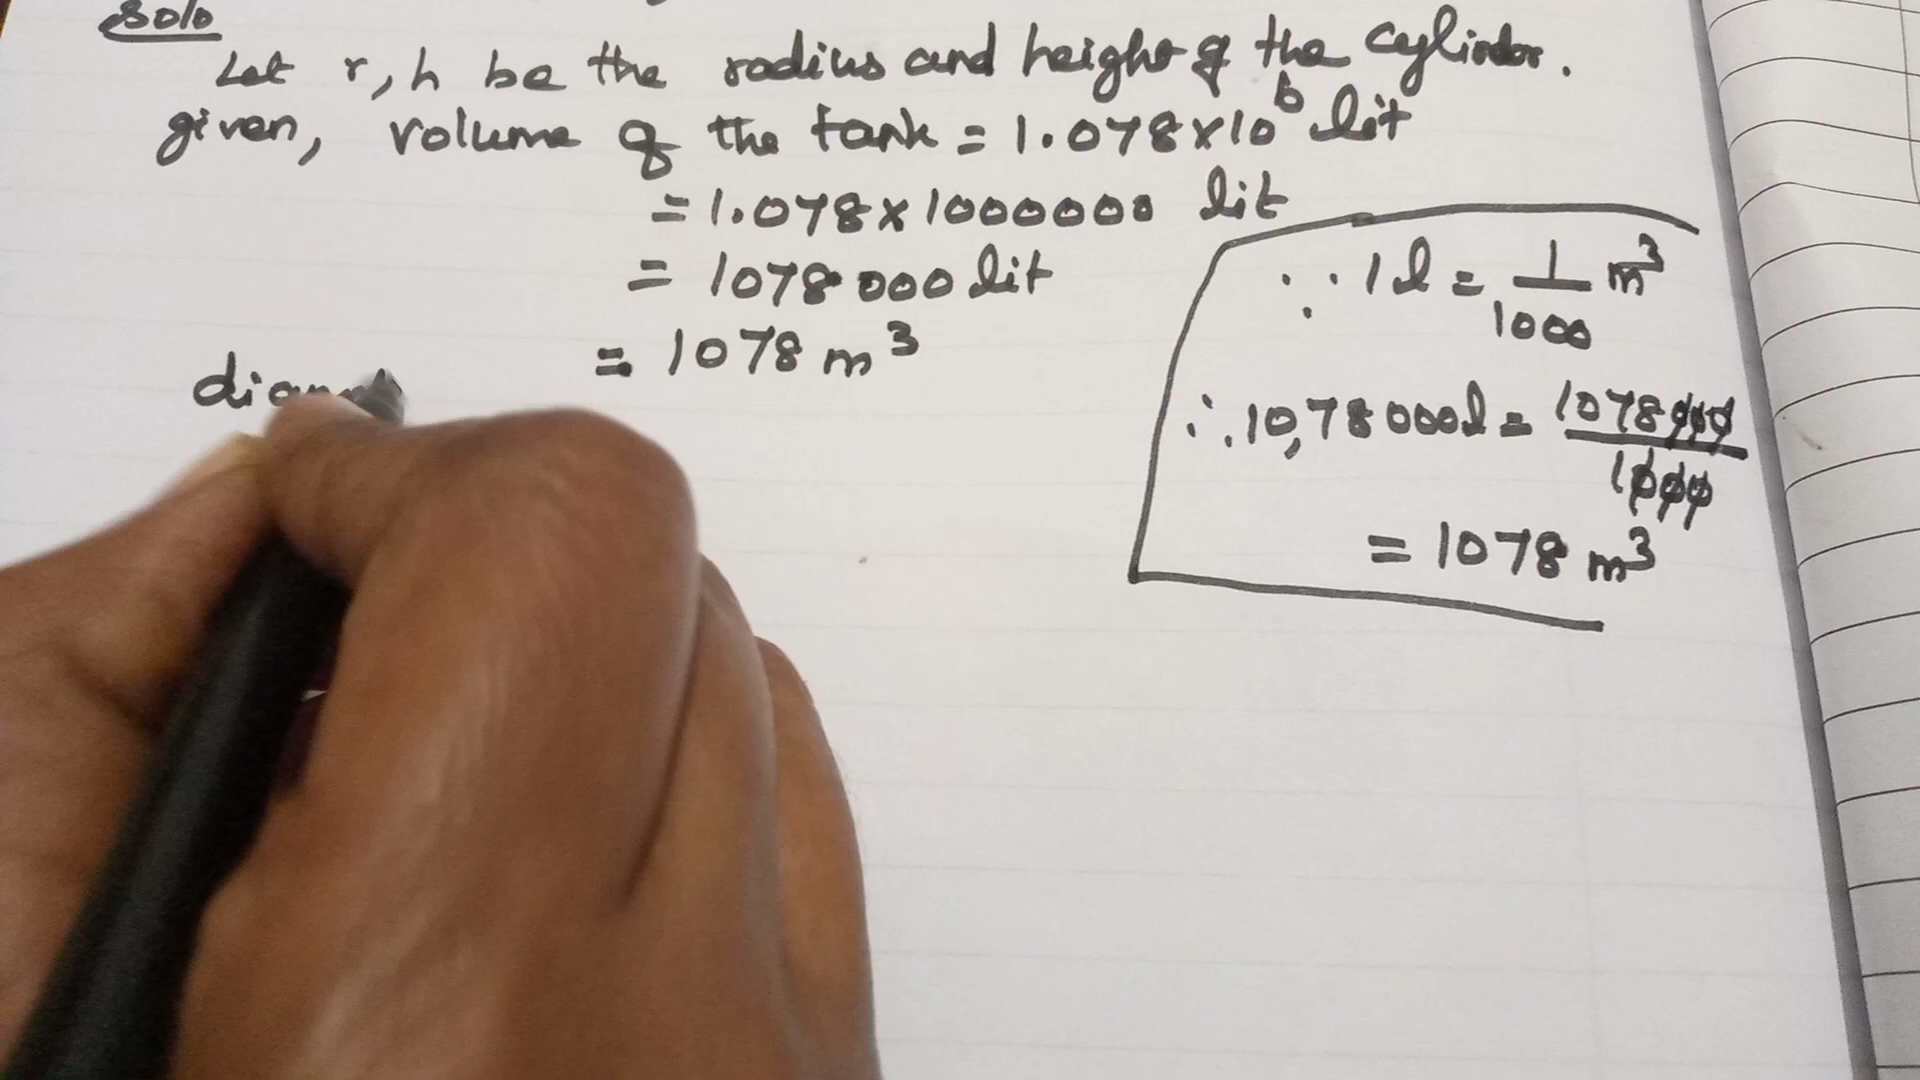 Solo
Let r, h be the radius and height of the cylinder.
given, volume of the tank = 1.078×10⁶ lit
= 1.078 × 1000000 lit
= 1078000 lit
= 1078 m³
∵ 1 l = 1/1000 m³
∴ 10,78000l = 1078000/1000
= 1078 m³